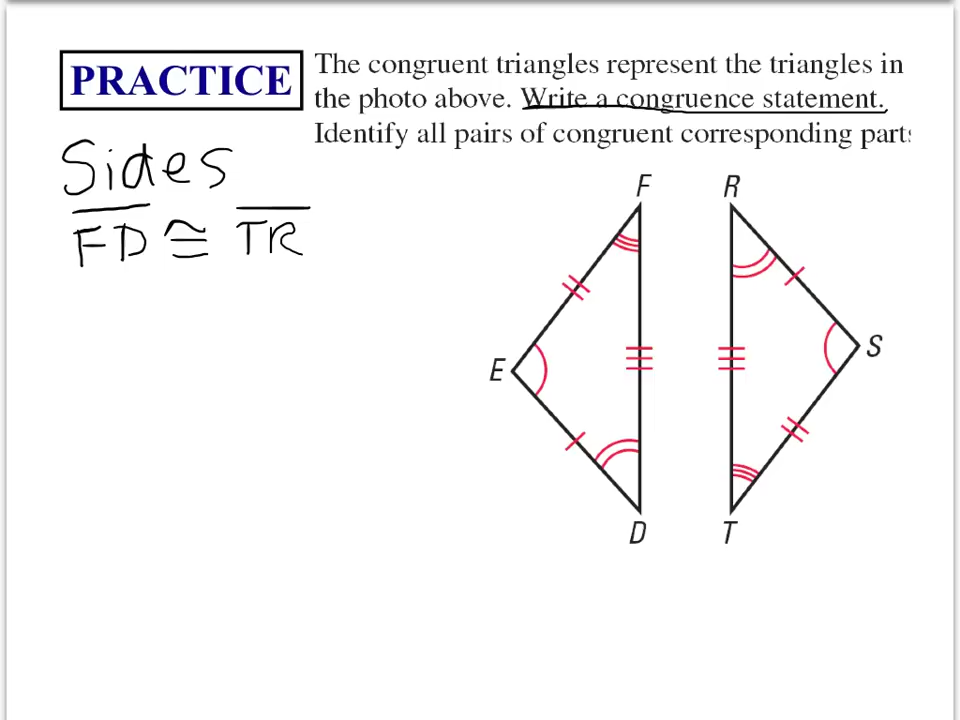 PRACTICE
The congruent triangles represent the triangles in
the photo above. Write a congruence statement.
Identify all pairs of congruent corresponding parts
Sides
FD ≅ TR
F R
E S
D T